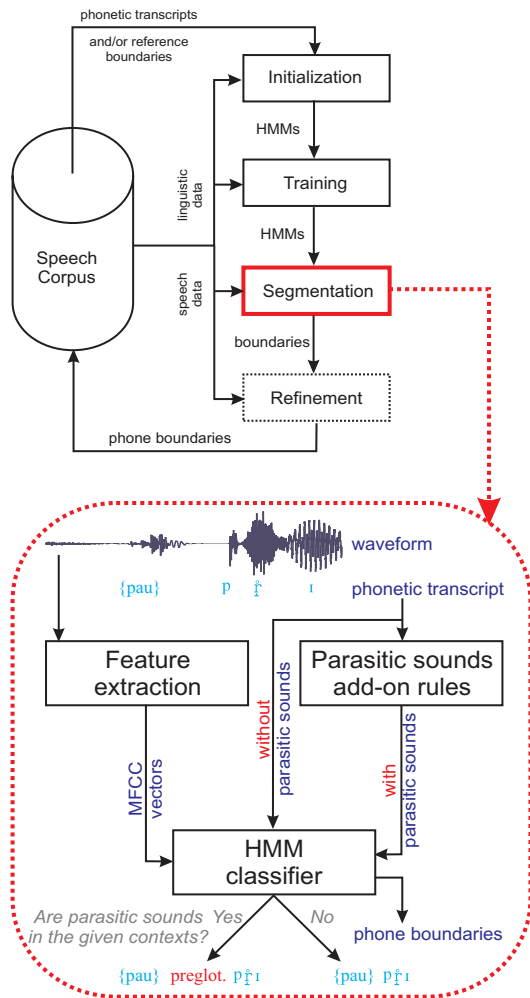 phonetic transcripts
and/or reference
boundaries
Initialization
HMMs
linguistic
data
Training
HMMs
Speech
Corpus
speech
data
Segmentation
boundaries
Refinement
phone boundaries
waveform
{pau} p r̝̊ ɪ
phonetic transcript
Feature
extraction
Parasitic sounds
add-on rules
without
parasitic sounds
with
parasitic sounds
MFCC
vectors
HMM
classifier
Are parasitic sounds
in the given contexts?
Yes
No
phone boundaries
{pau} preglot. p r̝̊ ɪ
{pau} p r̝̊ ɪ